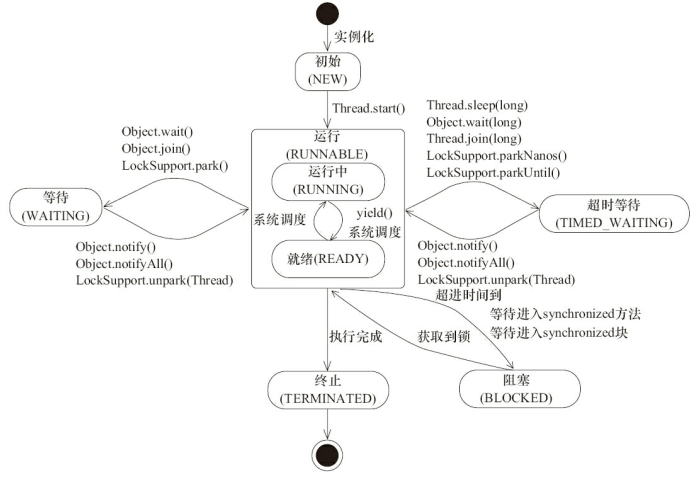 实例化
初始
(NEW)
Thread.start()
Object.wait()
Object.join()
LockSupport.park()
等待
(WAITING)
Object.notify()
Object.notifyAll()
LockSupport.unpark(Thread)
运行
(RUNNABLE)
运行中
(RUNNING)
系统调度
yield()
系统调度
就绪(READY)
Thread.sleep(long)
Object.wait(long)
Thread.join(long)
LockSupport.parkNanos()
LockSupport.parkUntil()
超时等待
(TIMED_WAITING)
Object.notify()
Object.notifyAll()
LockSupport.unpark(Thread)
超进时间到
等待进入synchronized方法
等待进入synchronized块
获取到锁
阻塞
(BLOCKED)
执行完成
终止
(TERMINATED)